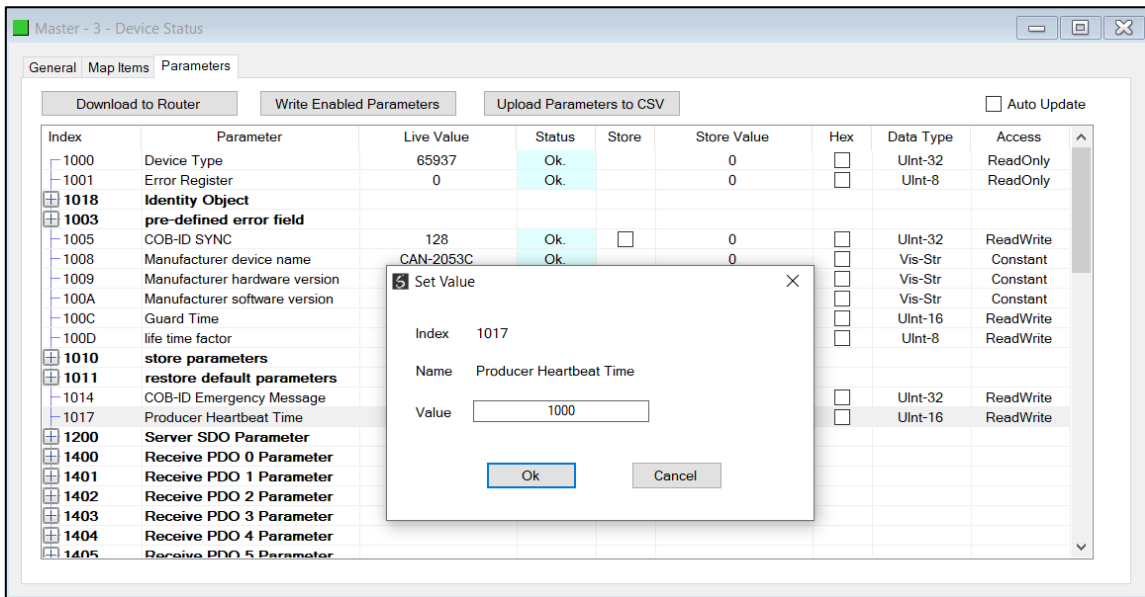 Master - 3 - Device Status
General Map Items Parameters
Download to Router Write Enabled Parameters Upload Parameters to CSV Auto Update
Index Parameter Live Value Status Store Store Value Hex Data Type Access
1000 Device Type 65937 Ok. 0 UInt-32 ReadOnly
1001 Error Register 0 Ok. 0 UInt-8 ReadOnly
1018 Identity Object
1003 pre-defined error field
1005 COB-ID SYNC 128 Ok. 0 UInt-32 ReadWrite
1008 Manufacturer device name CAN-2053C Ok. 0 Vis-Str Constant
1009 Manufacturer hardware version Vis-Str Constant
100A Manufacturer software version Vis-Str Constant
100C Guard Time UInt-16 ReadWrite
100D life time factor UInt-8 ReadWrite
1010 store parameters
1011 restore default parameters
1014 COB-ID Emergency Message UInt-32 ReadWrite
1017 Producer Heartbeat Time UInt-16 ReadWrite
1200 Server SDO Parameter
1400 Receive PDO 0 Parameter
1401 Receive PDO 1 Parameter
1402 Receive PDO 2 Parameter
1403 Receive PDO 3 Parameter
1404 Receive PDO 4 Parameter
1405 Receive PDO 5 Parameter
Set Value
Index 1017
Name Producer Heartbeat Time
Value 1000
Ok Cancel